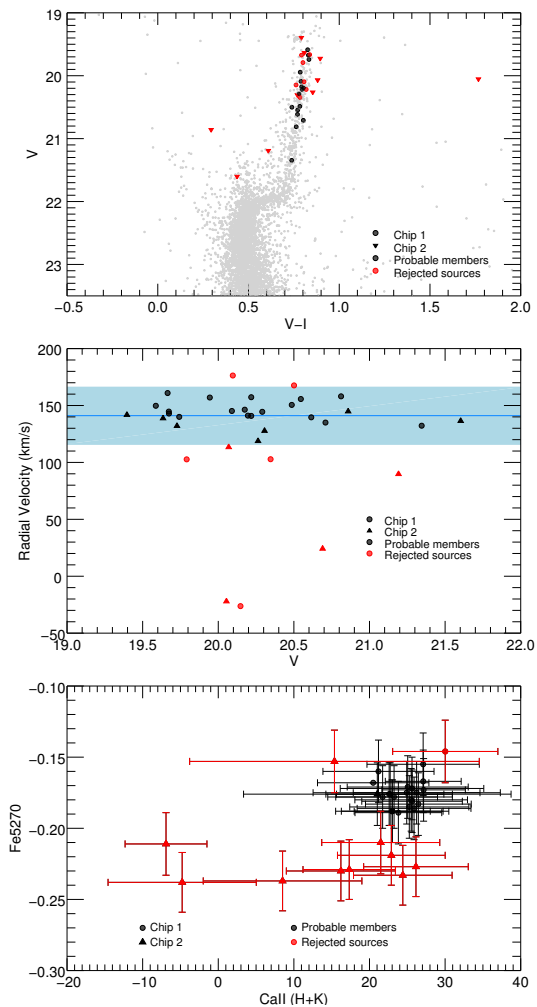 19
20
21
22
23
V
−0.5
0.0
0.5
1.0
1.5
2.0
V−I
Chip 1
Chip 2
Probable members
Rejected sources
200
150
100
50
0
−50
Radial Velocity (km/s)
19.0
19.5
20.0
20.5
21.0
21.5
22.0
V
Chip 1
Chip 2
Probable members
Rejected sources
−0.10
−0.15
−0.20
−0.25
−0.30
Fe5270
−20
−10
0
10
20
30
40
CaII (H+K)
Chip 1
Chip 2
Probable members
Rejected sources